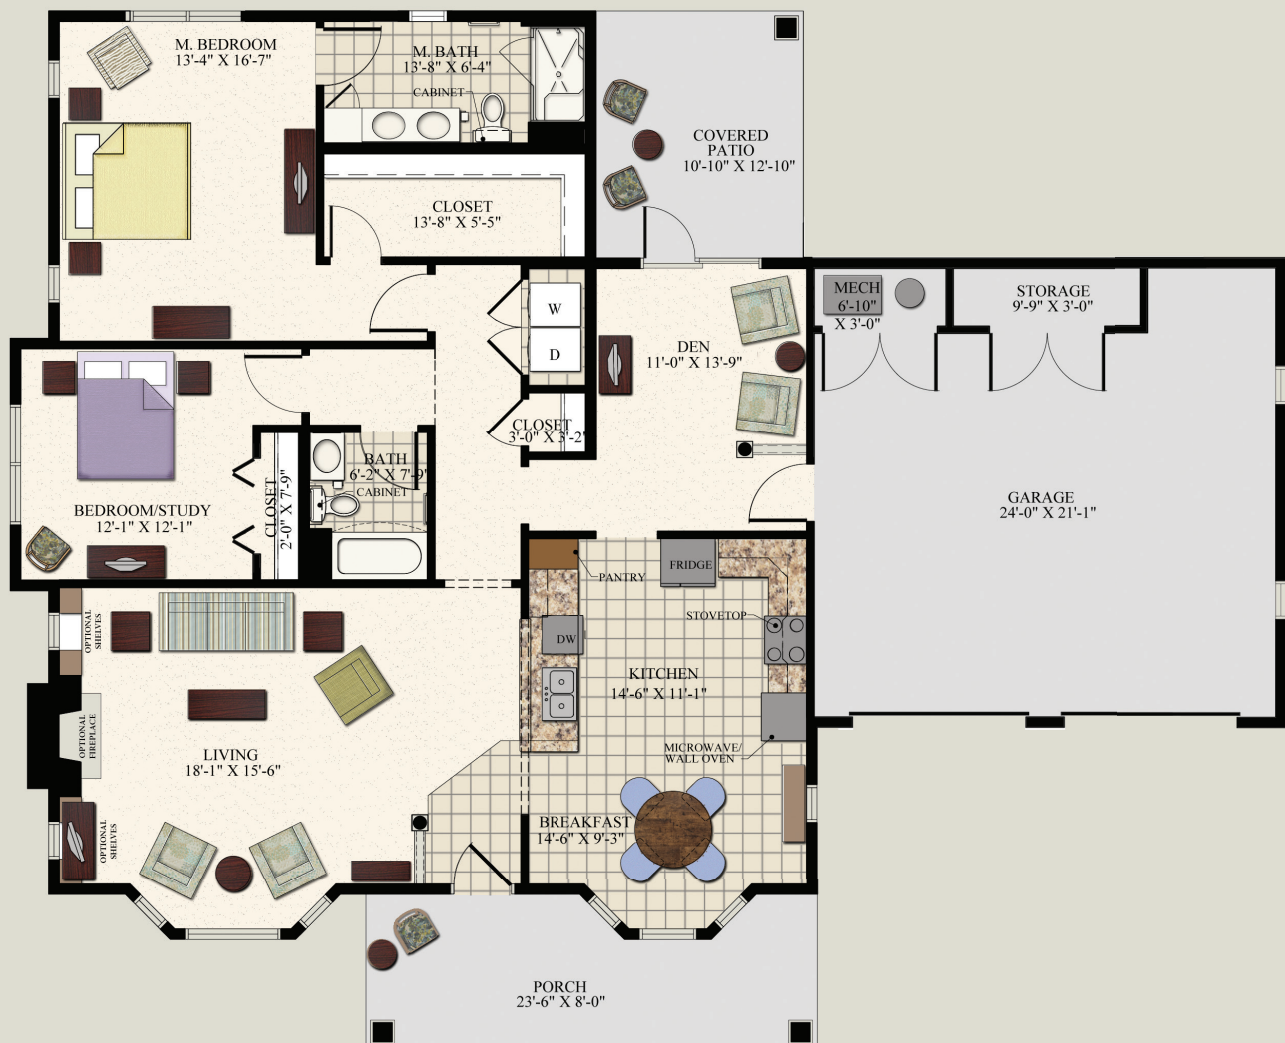 M. BEDROOM
13'-4" X 16'-7"
M. BATH
13'-8" X 6'-4"
CABINET
COVERED
PATIO
10'-10" X 12'-10"
CLOSET
13'-8" X 5'-5"
W
D
MECH
6'-10"
X 3'-0"
STORAGE
9'-9" X 3'-0"
DEN
11'-0" X 13'-9"
CLOSET
3'-0" X 3'-2"
BATH
6'-2" X 7'-9"
CABINET
CLOSET
2'-0" X 7'-9"
BEDROOM/STUDY
12'-1" X 12'-1"
GARAGE
24'-0" X 21'-1"
PANTRY
FRIDGE
STOVETOP
DW
KITCHEN
14'-6" X 11'-1"
MICROWAVE/
WALL OVEN
OPTIONAL
SHELVES
OPTIONAL
FIREPLACE
LIVING
18'-1" X 15'-6"
OPTIONAL
SHELVES
BREAKFAST
14'-6" X 9'-3"
PORCH
23'-6" X 8'-0"